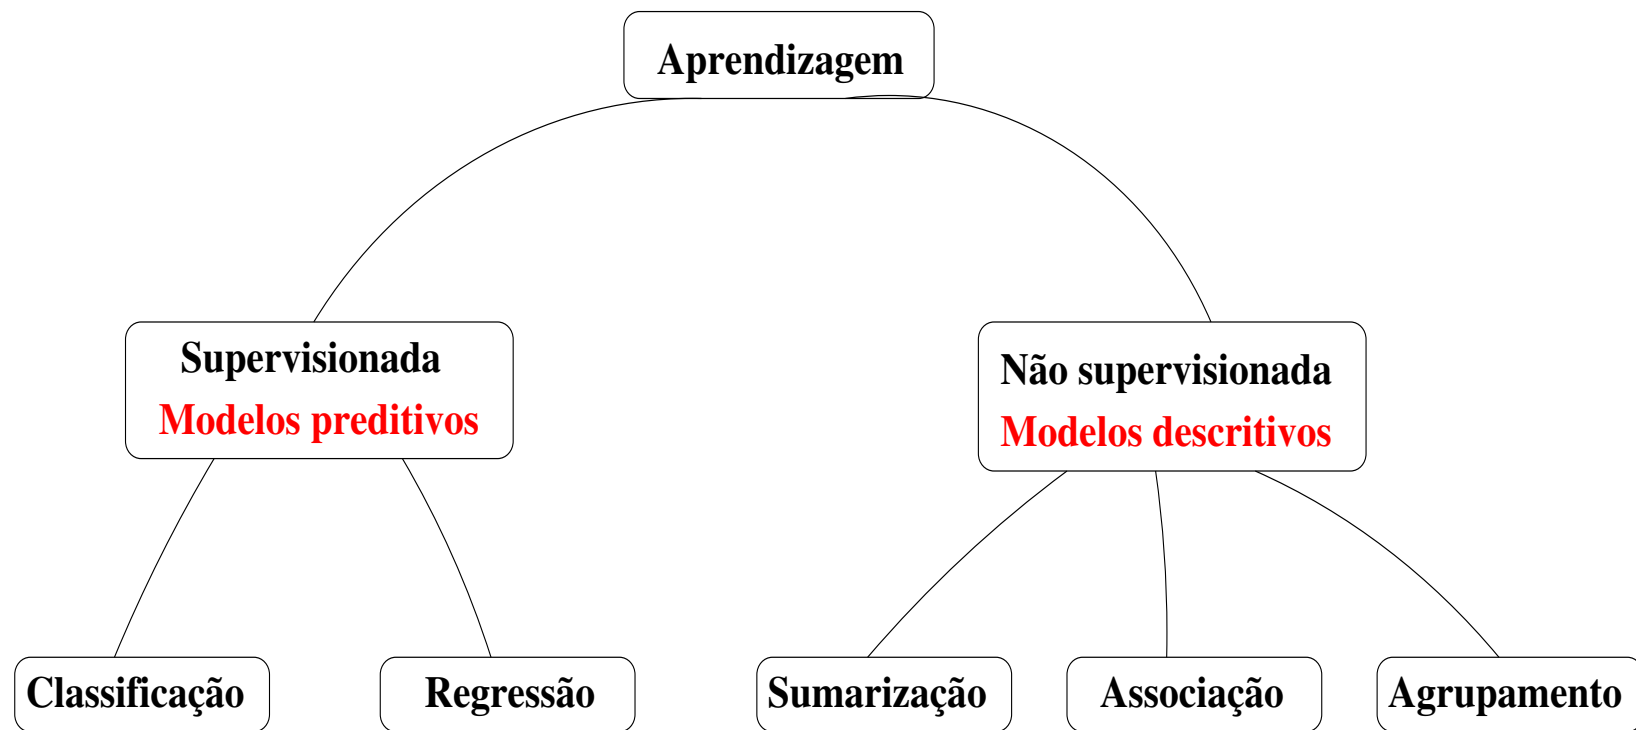 Aprendizagem
Supervisionada
Modelos preditivos
Não supervisionada
Modelos descritivos
Classificação
Regressão
Sumarização
Associação
Agrupamento